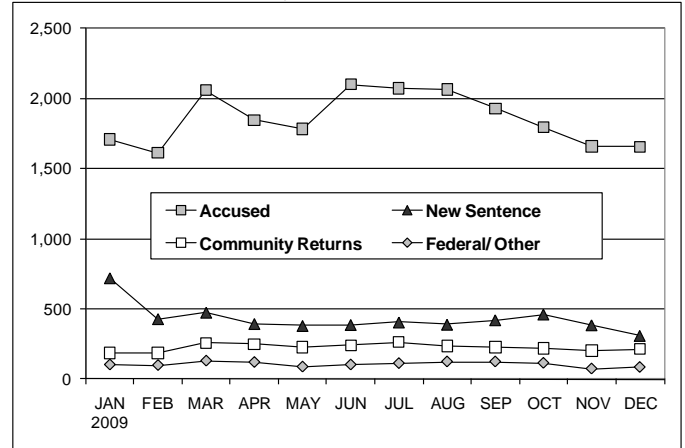 2,500
2,000
1,500
1,000
500
0
Accused New Sentence
Community Returns Federal/ Other
JAN FEB MAR APR MAY JUN JUL AUG SEP OCT NOV DEC
2009